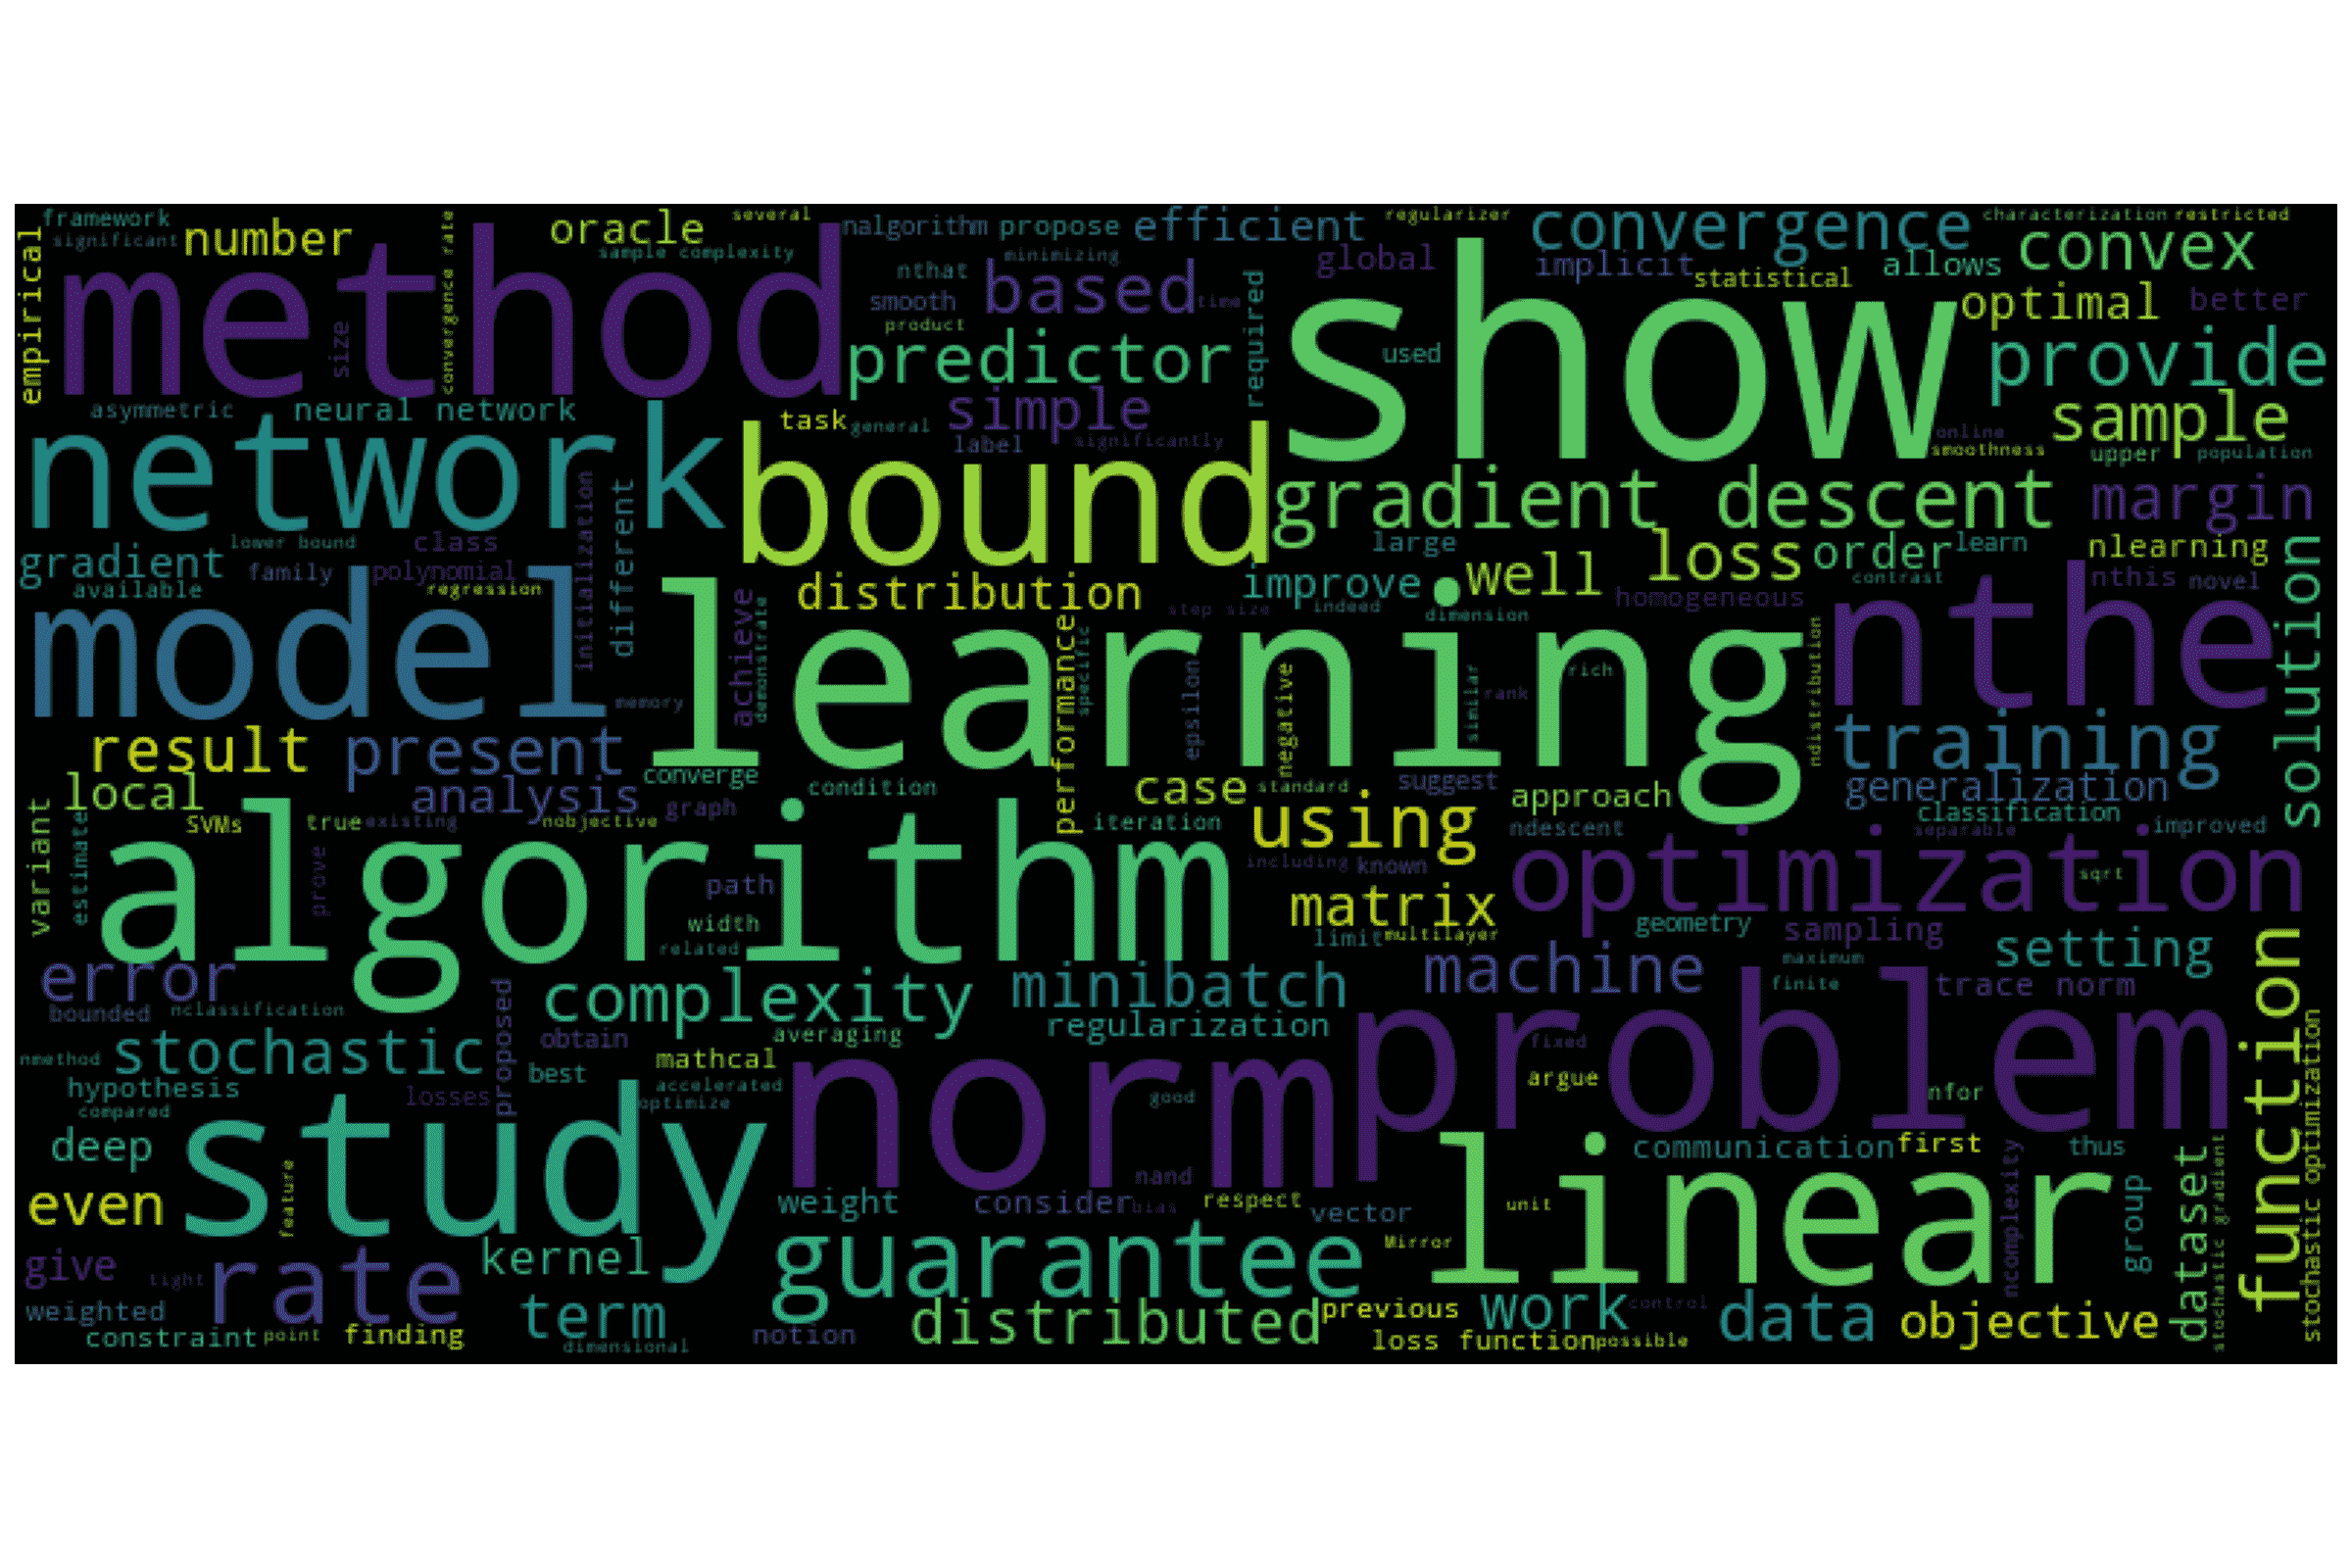 framework
significant
number
empirical
method
size
convergence rate
oracle
several
sample complexity
nalgorithm
propose
efficient
regularizer
nthat
minimizing
smooth
based
time
product
global
required
predictor
simple
used
convergence
characterization
restricted
implicit
statistical
allows
convex
optimal
better
show
provide
asymmetric
neural network
task
general
label
significantly
sample
online
smoothness
upper
population
network
bound
gradient descent
margin
initialization
different
large
well
loss
order
learn
nlearning
contrast
nthis
novel
gradient
available
lower bound
class
family
polynomial
regression
distribution
improve
step size
indeed
dimension
homogeneous
solution
model
learning
nthe
achieve
demonstrate
memory
performance
specific
epsilon
negative
similar
rank
rich
ndistribution
training
result
present
converge
condition
case
standard
suggest
approach
generalization
classification
local
analysis
graph
variant
estimate
SVMs
true
existing
nobjective
iteration
using
ndescent
separable
improved
algorithm
prove
path
width
related
including
known
matrix
limit
multilayer
optimization
sqrt
geometry
sampling
setting
error
bounded
nclassification
complexity
minibatch
machine
maximum
finite
trace norm
regularization
stochastic
proposed
obtain
averaging
nmethod
hypothesis
compared
losses
best
mathcal
accelerated
optimize
norm
good
problem
fixed
argue
nfor
function
stochastic optimization
deep
study
nand
linear
communication
first
thus
even
feature
weight
consider
bias
respect
vector
unit
ncomplexity
group
dataset
stochastic gradient
give
tight
rate
kernel
guarantee
Mirror
weighted
constraint
point
finding
term
dimensional
notion
distributed
previous
work
control
loss function
possible
data
objective